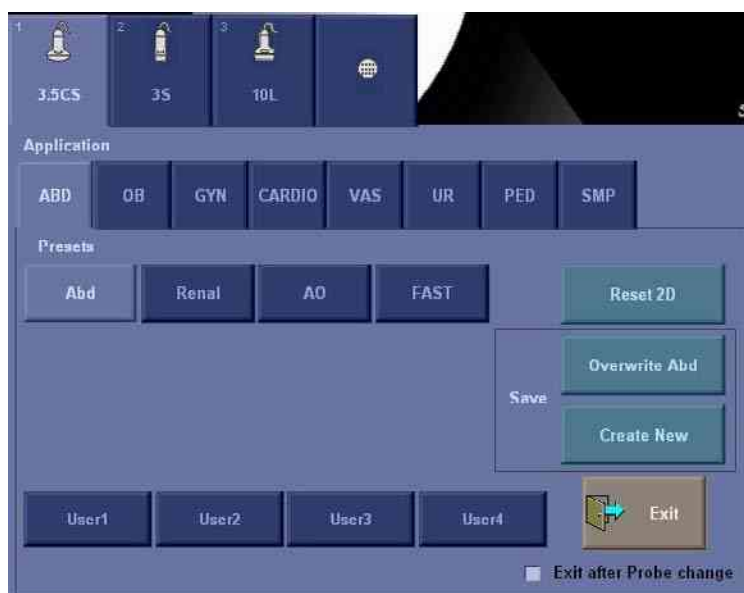 1 2 3
3.5CS 3S 10L
Application
ABD OB GYN CARDIO VAS UR PED SMP
Presets
Abd Renal AO FAST Reset 2D
Overwrite Abd
Save
Create New
User1 User2 User3 User4 Exit
Exit after Probe change